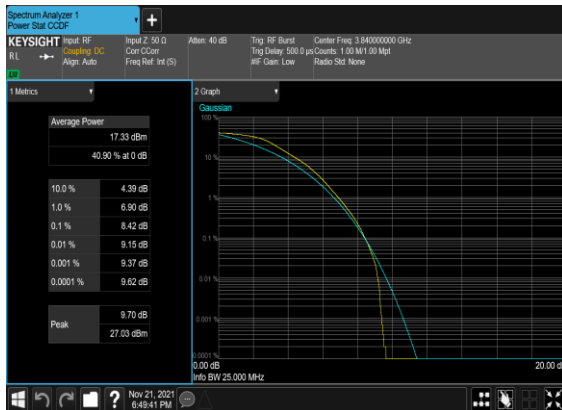 Spectrum Analyzer 1
Power Stat CCDF
KEYSIGHT
RL
Input: RF
Coupling: DC
Align: Auto
Input Z: 50 Ω
Corr CCorr
Freq Ref: Int (S)
Atten: 40 dB
Trig: RF Burst
Trig Delay: 500.0 µs
#IF Gain: Low
Center Freq: 3.840000000 GHz
Counts: 1.00 M/1.00 Mpt
Radio Std: None
1 Metrics
Average Power
17.33 dBm
40.90 % at 0 dB
10.0 % 4.39 dB
1.0 % 6.90 dB
0.1 % 8.42 dB
0.01 % 9.15 dB
0.001 % 9.37 dB
0.0001 % 9.62 dB
Peak
9.70 dB
27.03 dBm
2 Graph
Gaussian
100 %
10 %
1 %
0.1 %
0.01 %
0.001 %
0.0001 %
0.00 dB
20.00 dB
Info BW 25.000 MHz
?
Nov 21, 2021
6:49:41 PM